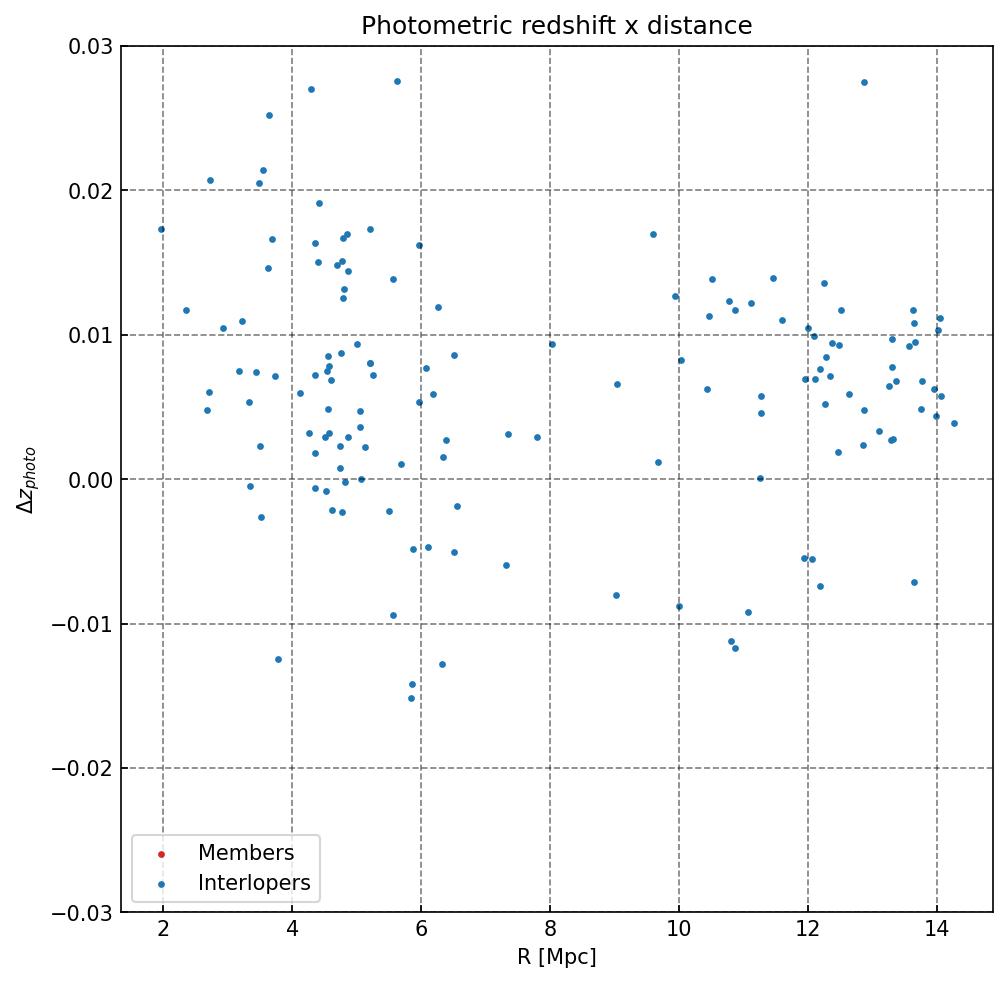 Photometric redshift x distance
0.03
0.02
0.01
0.00
−0.01
−0.02
−0.03
Δz_photo
Members
Interlopers
2 4 6 8 10 12 14
R [Mpc]